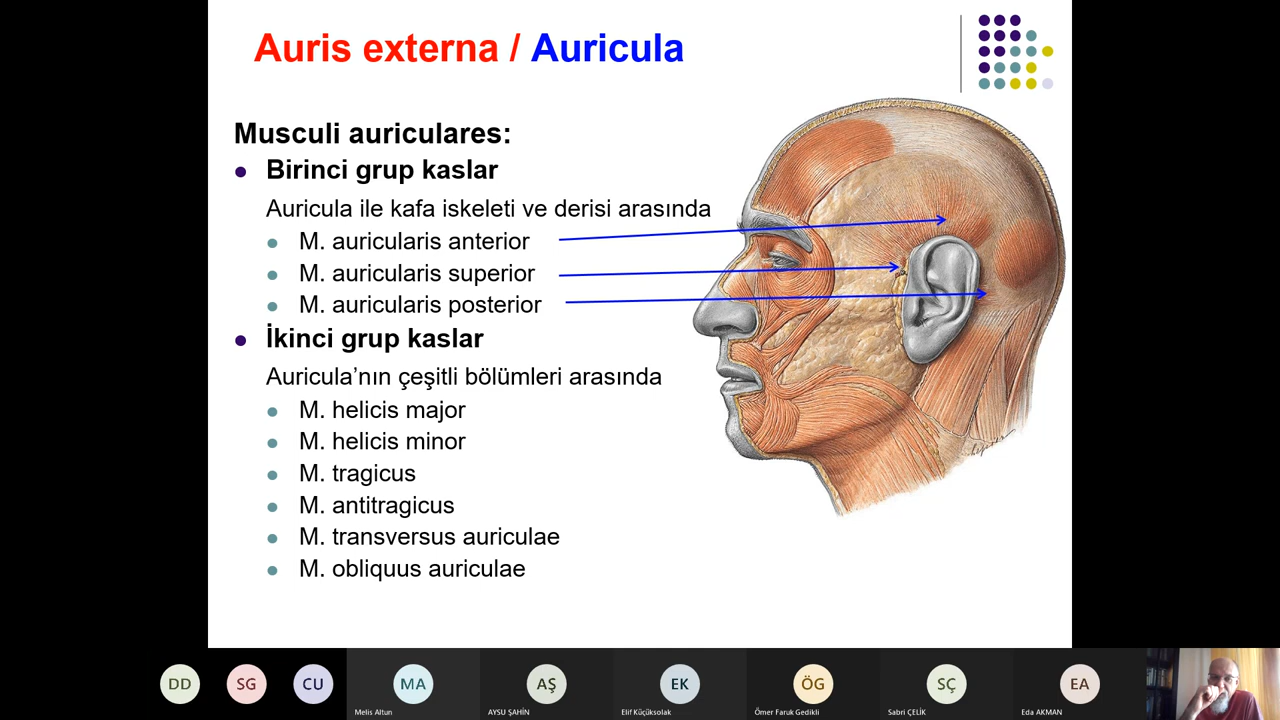 Auris externa / Auricula
Musculi auriculares:
Birinci grup kaslar
Auricula ile kafa iskeleti ve derisi arasında
M. auricularis anterior
M. auricularis superior
M. auricularis posterior
İkinci grup kaslar
Auricula’nın çeşitli bölümleri arasında
M. helicis major
M. helicis minor
M. tragicus
M. antitragicus
M. transversus auriculae
M. obliquus auriculae
DD
SG
CU
MA
AŞ
EK
ÖG
SÇ
EA
Melis Altun
AYSU ŞAHİN
Elif Küçüksolak
Ömer Faruk Gedikli
Sabri ÇELİK
Eda AKMAN